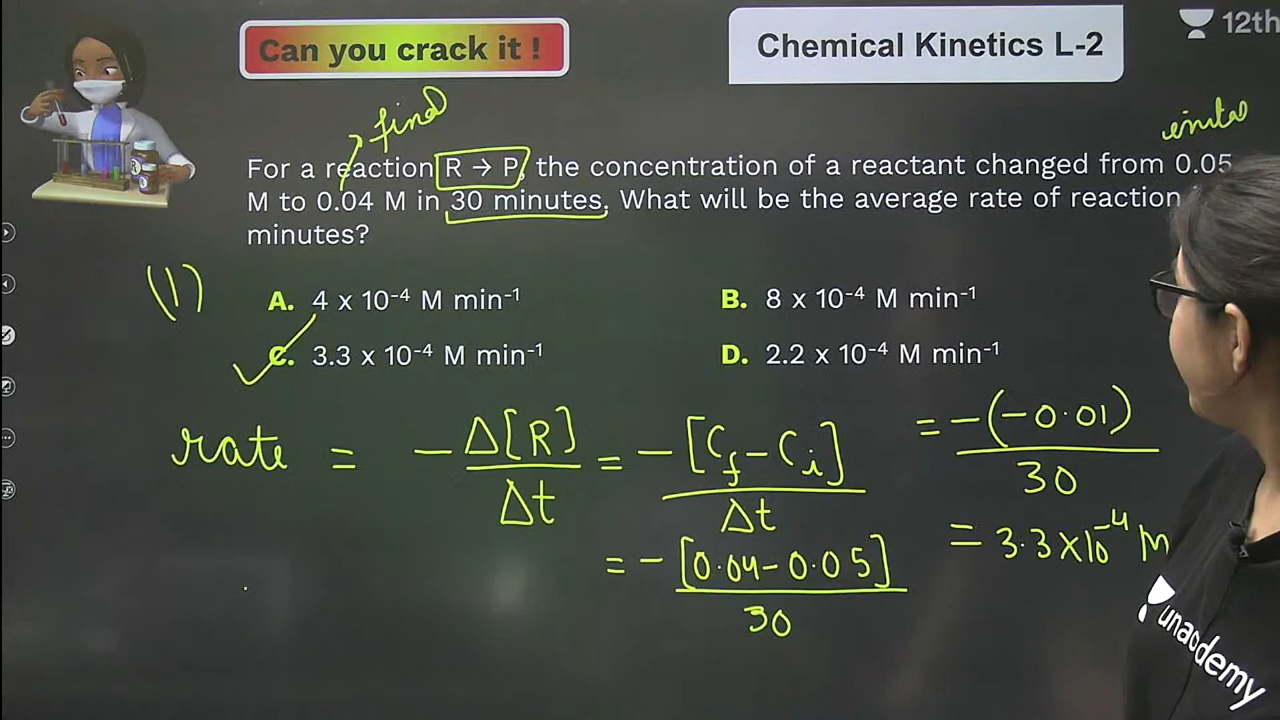 Can you crack it !
Chemical Kinetics L-2
12th
final
For a reaction R → P, the concentration of a reactant changed from 0.05
M to 0.04 M in 30 minutes. What will be the average rate of reaction
minutes?
(1)
A. 4 x 10⁻⁴ M min⁻¹
B. 8 x 10⁻⁴ M min⁻¹
C. 3.3 x 10⁻⁴ M min⁻¹
D. 2.2 x 10⁻⁴ M min⁻¹
rate = - Δ[R] / Δt = - [Cf - Ci] / Δt
= - [0.04 - 0.05] / 30
= -(-0.01) / 30
= 3.3 x 10⁻⁴ M
unacademy